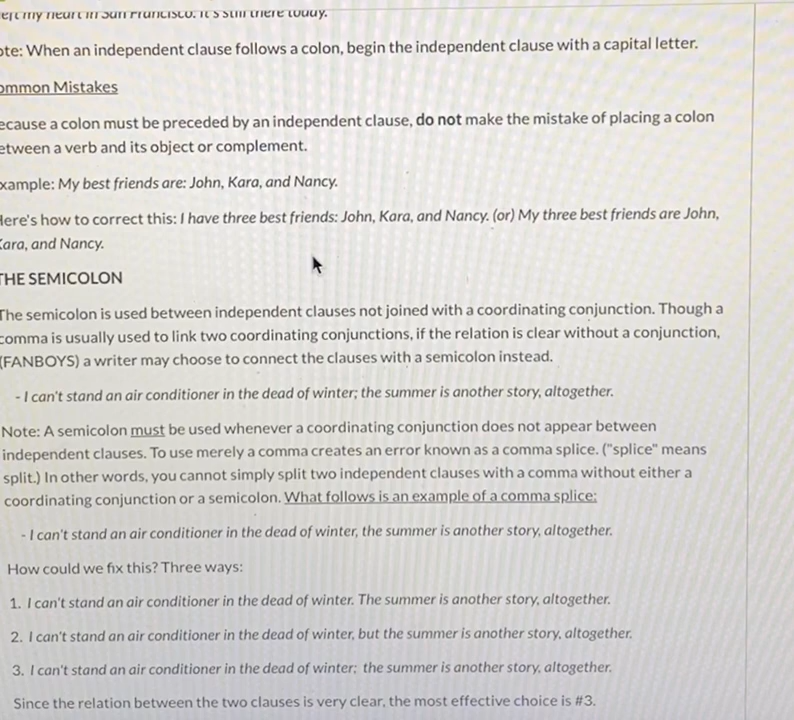 eft my heart in San Francisco. It's still there today.
ote: When an independent clause follows a colon, begin the independent clause with a capital letter.
ommon Mistakes
ecause a colon must be preceded by an independent clause, do not make the mistake of placing a colon
etween a verb and its object or complement.
xample: My best friends are: John, Kara, and Nancy.
Here's how to correct this: I have three best friends: John, Kara, and Nancy. (or) My three best friends are John,
Kara, and Nancy.
THE SEMICOLON
The semicolon is used between independent clauses not joined with a coordinating conjunction. Though a
comma is usually used to link two coordinating conjunctions, if the relation is clear without a conjunction,
(FANBOYS) a writer may choose to connect the clauses with a semicolon instead.
- I can't stand an air conditioner in the dead of winter; the summer is another story, altogether.
Note: A semicolon must be used whenever a coordinating conjunction does not appear between
independent clauses. To use merely a comma creates an error known as a comma splice. ("splice" means
split.) In other words, you cannot simply split two independent clauses with a comma without either a
coordinating conjunction or a semicolon. What follows is an example of a comma splice:
- I can't stand an air conditioner in the dead of winter, the summer is another story, altogether.
How could we fix this? Three ways:
1. I can't stand an air conditioner in the dead of winter. The summer is another story, altogether.
2. I can't stand an air conditioner in the dead of winter, but the summer is another story, altogether.
3. I can't stand an air conditioner in the dead of winter; the summer is another story, altogether.
Since the relation between the two clauses is very clear, the most effective choice is #3.